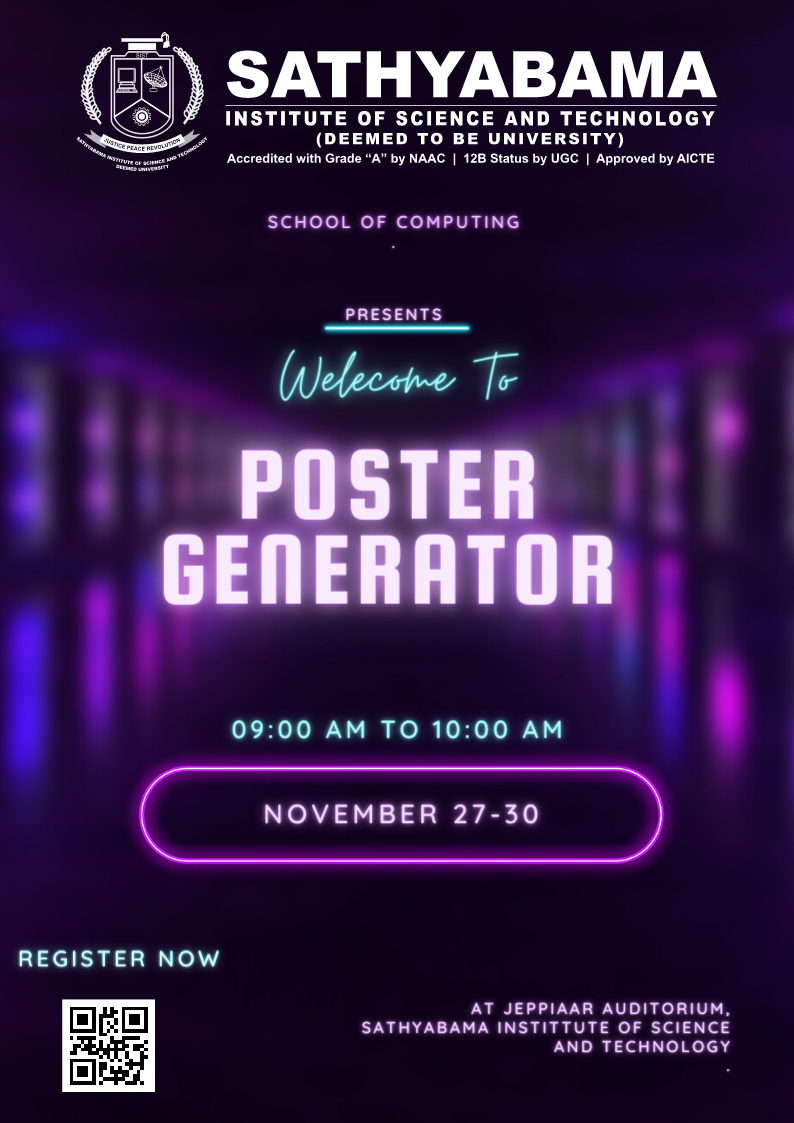 SIST
JUSTICE PEACE REVOLUTION
SATHYABAMA INSTITUTE OF SCIENCE AND TECHNOLOGY
DEEMED UNIVERSITY
SATHYABAMA
INSTITUTE OF SCIENCE AND TECHNOLOGY
(DEEMED TO BE UNIVERSITY)
Accredited with Grade “A” by NAAC | 12B Status by UGC | Approved by AICTE
SCHOOL OF COMPUTING
.
PRESENTS
Welecome To
POSTER
GENERATOR
09:00 AM TO 10:00 AM
NOVEMBER 27-30
REGISTER NOW
AT JEPPIAAR AUDITORIUM,
SATHYABAMA INSTITTUTE OF SCIENCE
AND TECHNOLOGY
.